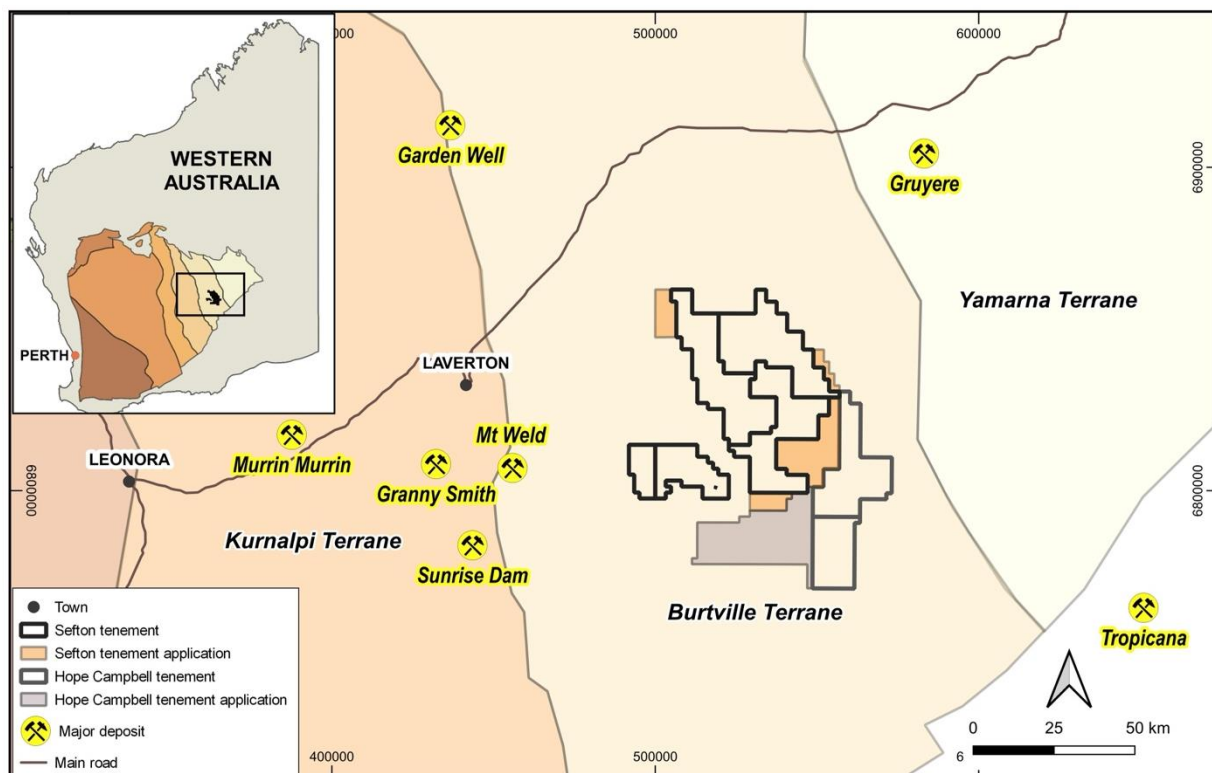 00000
500000
600000
WESTERN
AUSTRALIA
PERTH
Garden Well
Gruyere
6900000
Yamarna Terrane
LAVERTON
Mt Weld
LEONORA
Murrin Murrin
Granny Smith
6800000
6800000
Kurnalpi Terrane
Sunrise Dam
Burtville Terrane
Tropicana
Town
Sefton tenement
Sefton tenement application
Hope Campbell tenement
Hope Campbell tenement application
Major deposit
Main road
400000
500000
0 25 50 km
6